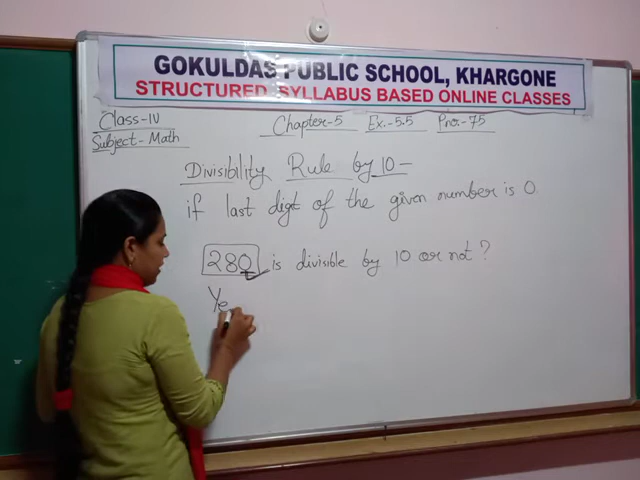 GOKULDAS PUBLIC SCHOOL, KHARGONE
STRUCTURED SYLLABUS BASED ONLINE CLASSES
Class-IV Chapter-5 Ex.-5.5 Pno.-75
Subject-Math
Divisibility Rule by 10-
if last digt of the given number is 0
280 is divisible by 10 or not ?
Ye